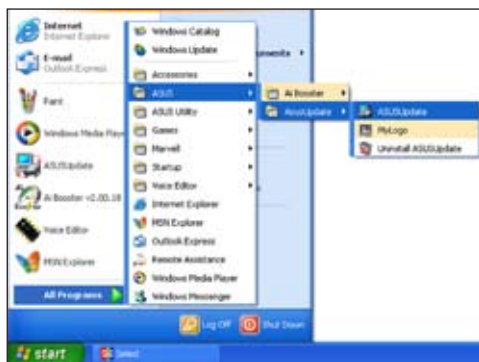 Internet
Internet Explorer
E-mail
Outlook Express
Paint
Windows Media Player
ASUSUpdate
Ai Booster v2.00.18
Voice Editor
MSN Explorer
All Programs
Windows Catalog
Windows Update
Accessories
ASUS
ASUS Utility
Games
Marvell
Startup
Voice Editor
Internet Explorer
MSN Explorer
Outlook Express
Remote Assistance
Windows Media Player
Windows Messenger
Ai Booster
AsusUpdate
ASUSUpdate
MyLogo
Uninstall ASUSUpdate
Log Off
Shut Down
start